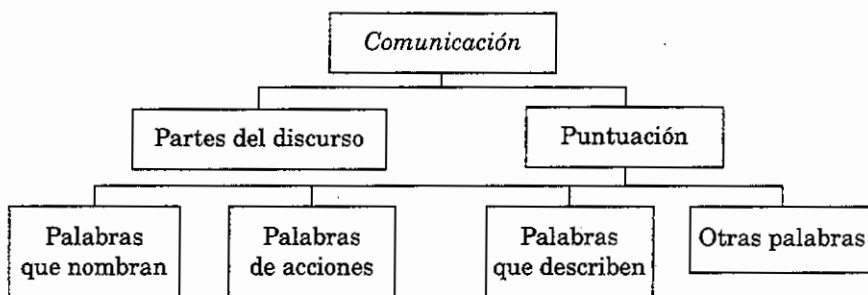 Comunicación
Partes del discurso
Puntuación
Palabras
que nombran
Palabras
de acciones
Palabras
que describen
Otras palabras